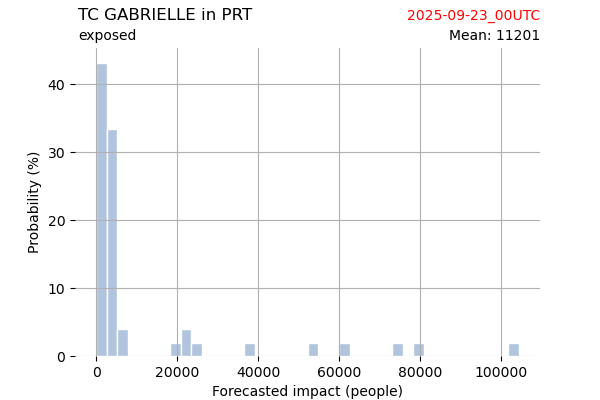 TC GABRIELLE in PRT
2025-09-23_00UTC
exposed
Mean: 11201
Probability (%)
40
30
20
10
0
0 20000 40000 60000 80000 100000
Forecasted impact (people)